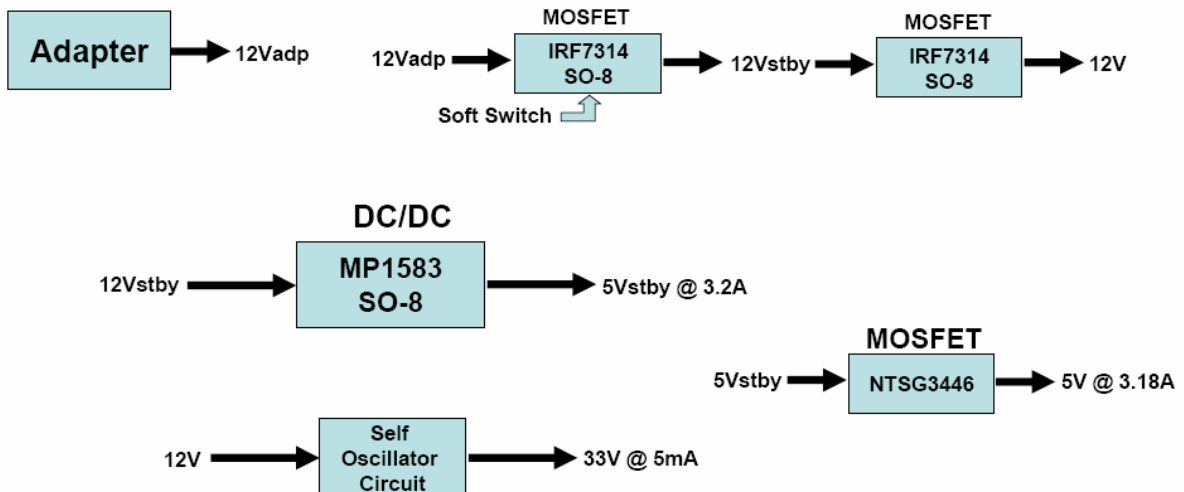 Adapter
12Vadp
MOSFET
12Vadp
IRF7314
SO-8
Soft Switch
12Vstby
MOSFET
IRF7314
SO-8
12V
DC/DC
12Vstby
MP1583
SO-8
5Vstby @ 3.2A
MOSFET
5Vstby
NTSG3446
5V @ 3.18A
12V
Self
Oscillator
Circuit
33V @ 5mA